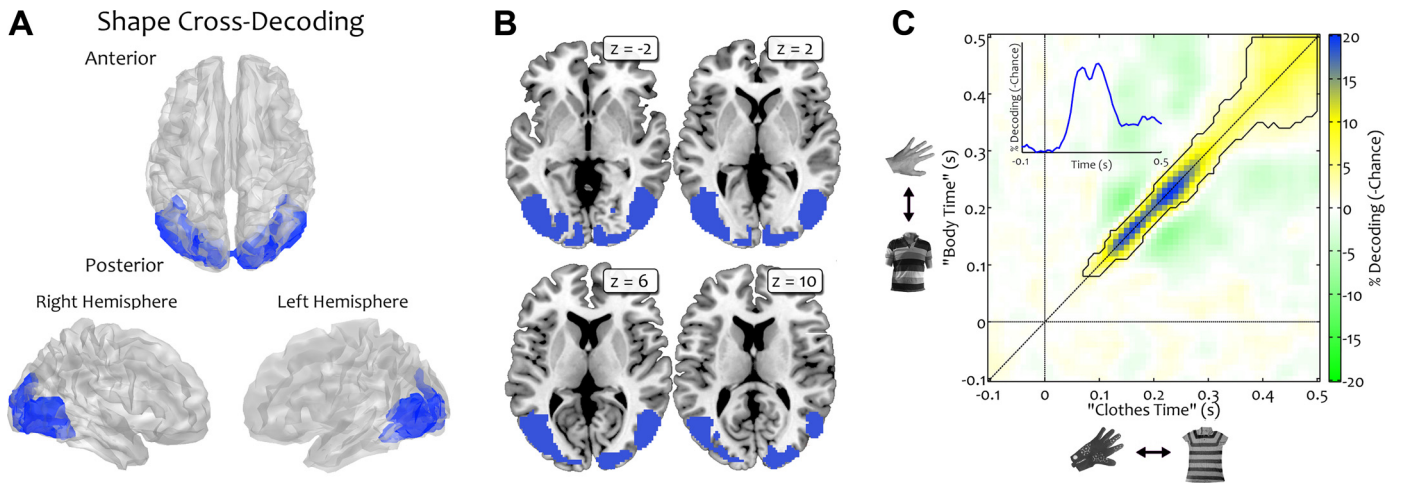 A
Shape Cross-Decoding
Anterior
Posterior
Right Hemisphere
Left Hemisphere
B
z = -2
z = 2
z = 6
z = 10
C
"Body Time" (s)
0.5
0.4
0.3
0.2
0.1
0
-0.1
% Decoding (-Chance)
-0.1
0
Time (s)
0.5
-0.1
0
0.1
0.2
0.3
0.4
0.5
"Clothes Time" (s)
20
15
10
5
0
-5
-10
-15
-20
% Decoding (-Chance)